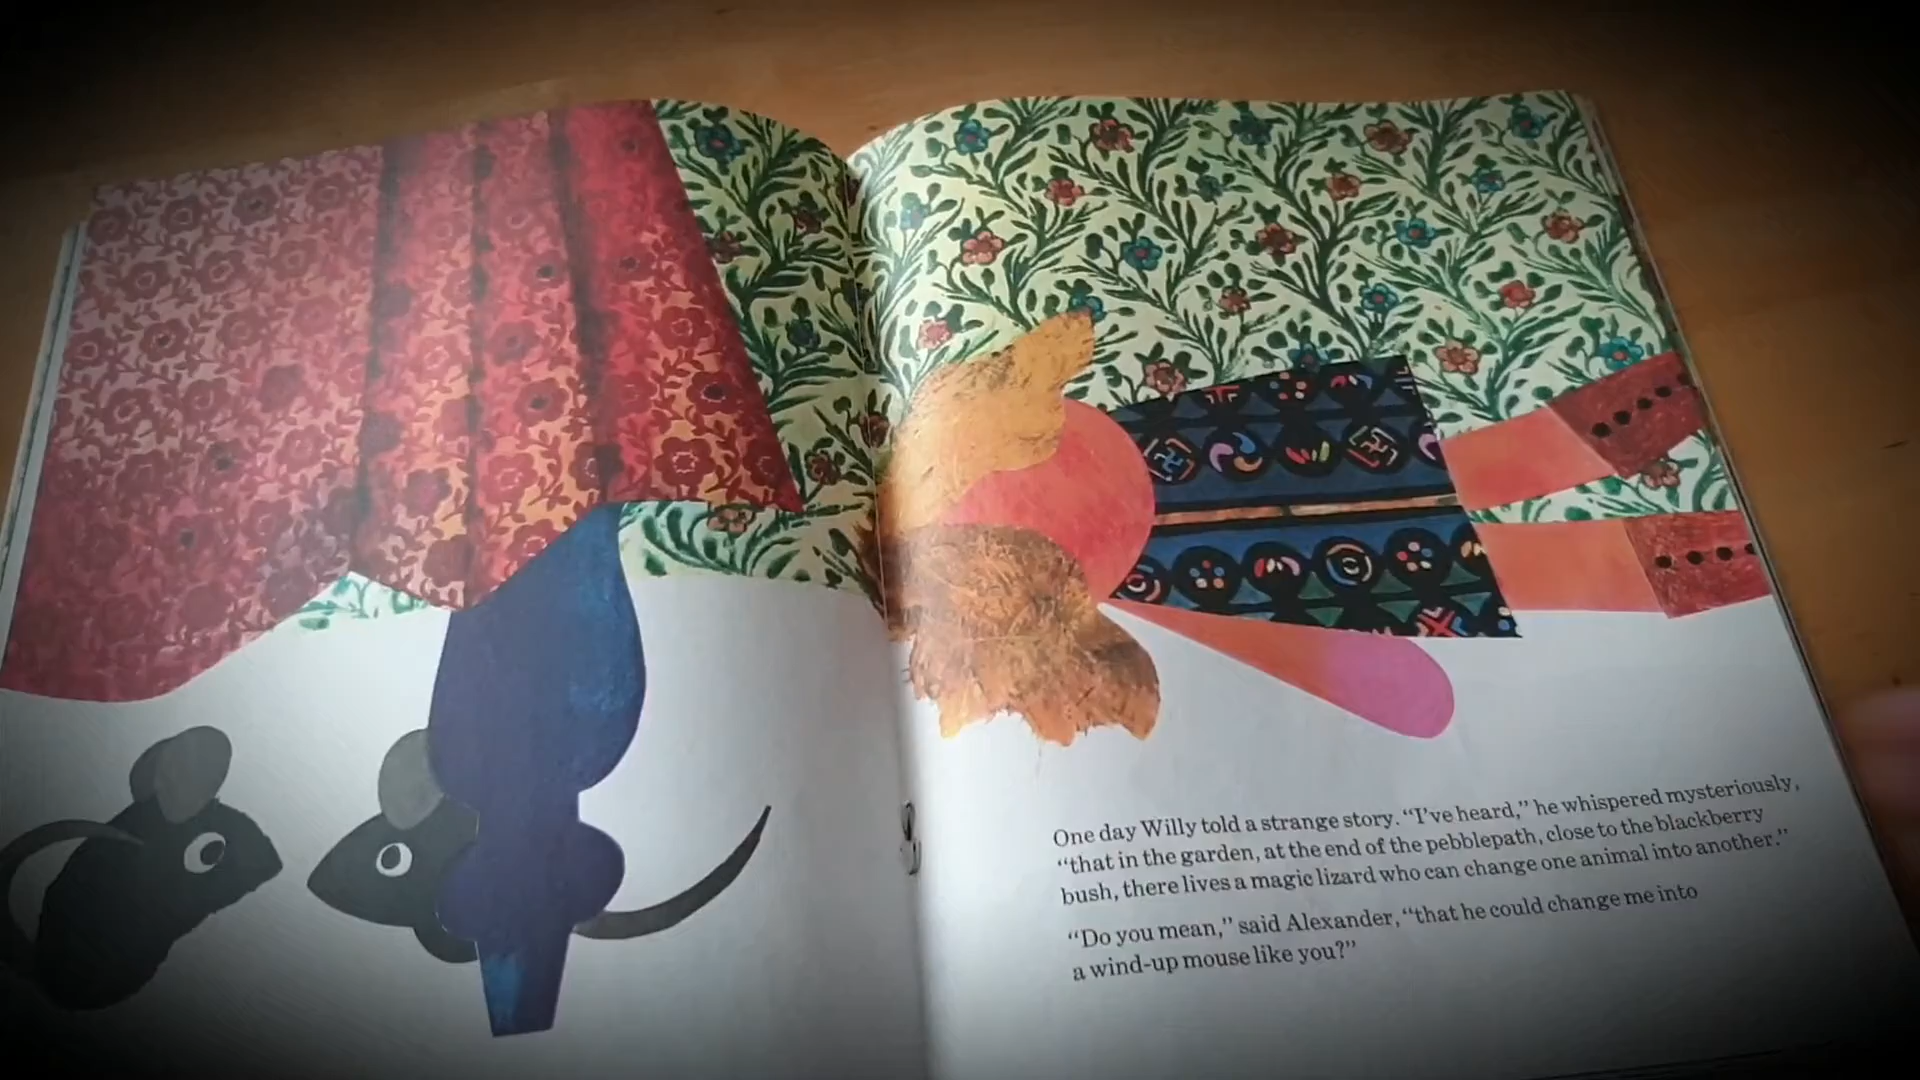 One day Willy told a strange story. “I’ve heard,” he whispered mysteriously,
“that in the garden, at the end of the pebblepath, close to the blackberry
bush, there lives a magic lizard who can change one animal into another.”
“Do you mean,” said Alexander, “that he could change me into
a wind-up mouse like you?”